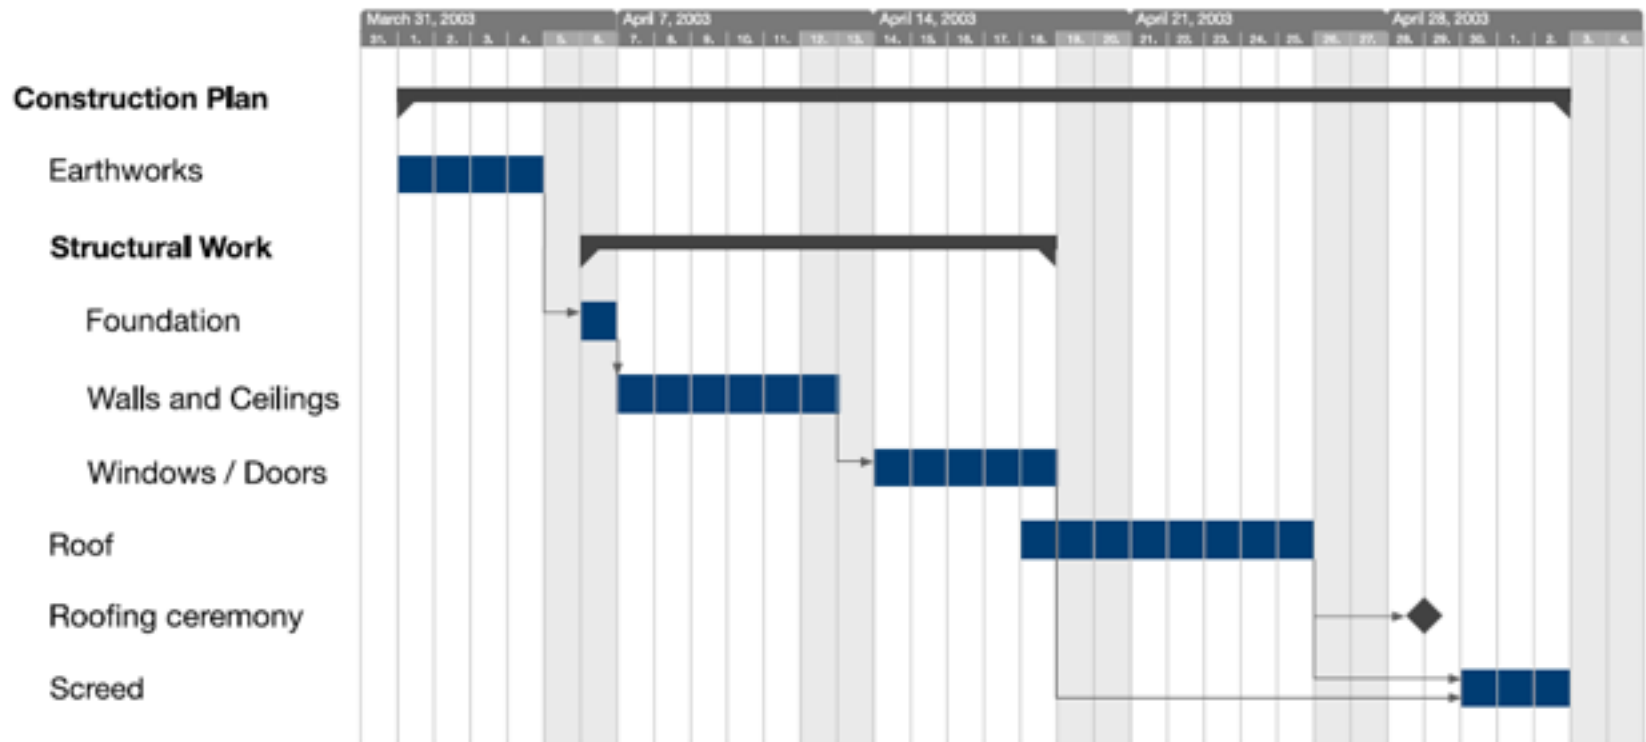 March 31, 2003 April 7, 2003 April 14, 2003 April 21, 2003 April 28, 2003
31. 1. 2. 3. 4. 5. 6. 7. 8. 9. 10. 11. 12. 13. 14. 15. 16. 17. 18. 19. 20. 21. 22. 23. 24. 25. 26. 27. 28. 29. 30. 1. 2. 3. 4.
Construction Plan
Earthworks
Structural Work
Foundation
Walls and Ceilings
Windows / Doors
Roof
Roofing ceremony
Screed